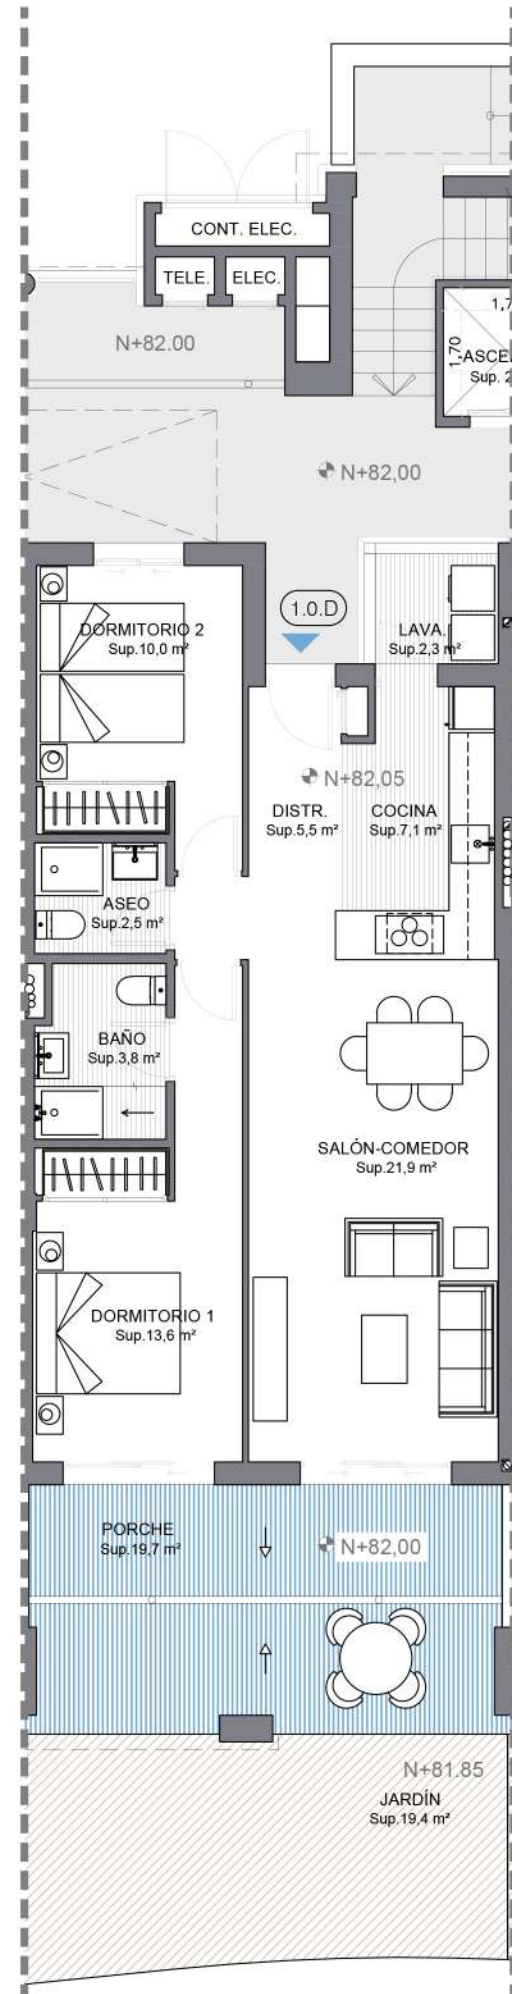 CONT. ELEC.
TELE.
ELEC.
1,7
N+82.00
1,70
ASCE
Sup. 2
N+82,00
1.0.D
DORMITORIO 2
Sup.10,0 m²
LAVA.
Sup.2,3 m²
N+82,05
DISTR.
Sup.5,5 m²
COCINA
Sup.7,1 m²
ASEO
Sup.2,5 m²
BAÑO
Sup.3,8 m²
SALÓN-COMEDOR
Sup.21,9 m²
DORMITORIO 1
Sup.13,6 m²
PORCHE
Sup.19,7 m²
N+82,00
N+81.85
JARDÍN
Sup.19,4 m²